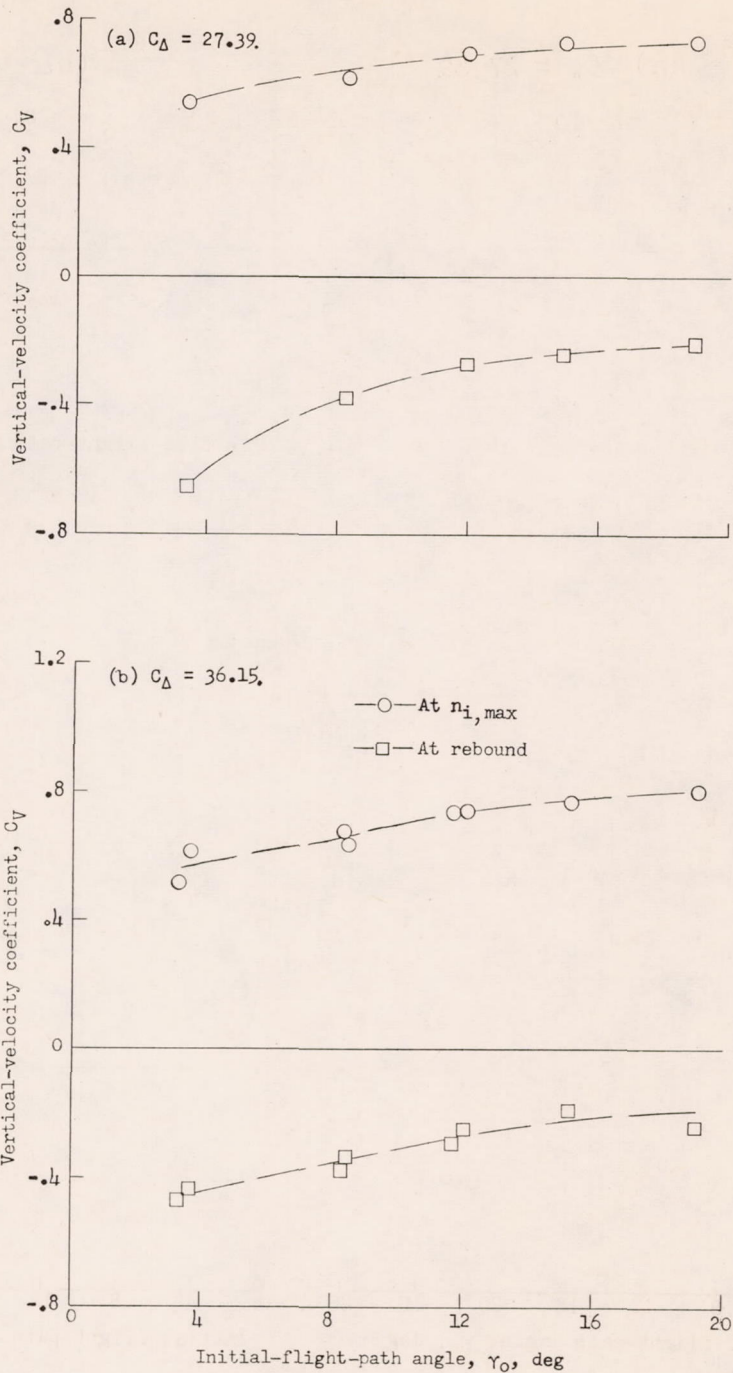 .8
(a) C_Δ = 27.39.
.4
0
-.4
-.8
Vertical-velocity coefficient, C_V
1.2
(b) C_Δ = 36.15.
At n_i,max
At rebound
.8
.4
0
-.4
-.8
Vertical-velocity coefficient, C_V
0 4 8 12 16 20
Initial-flight-path angle, γ_o, deg